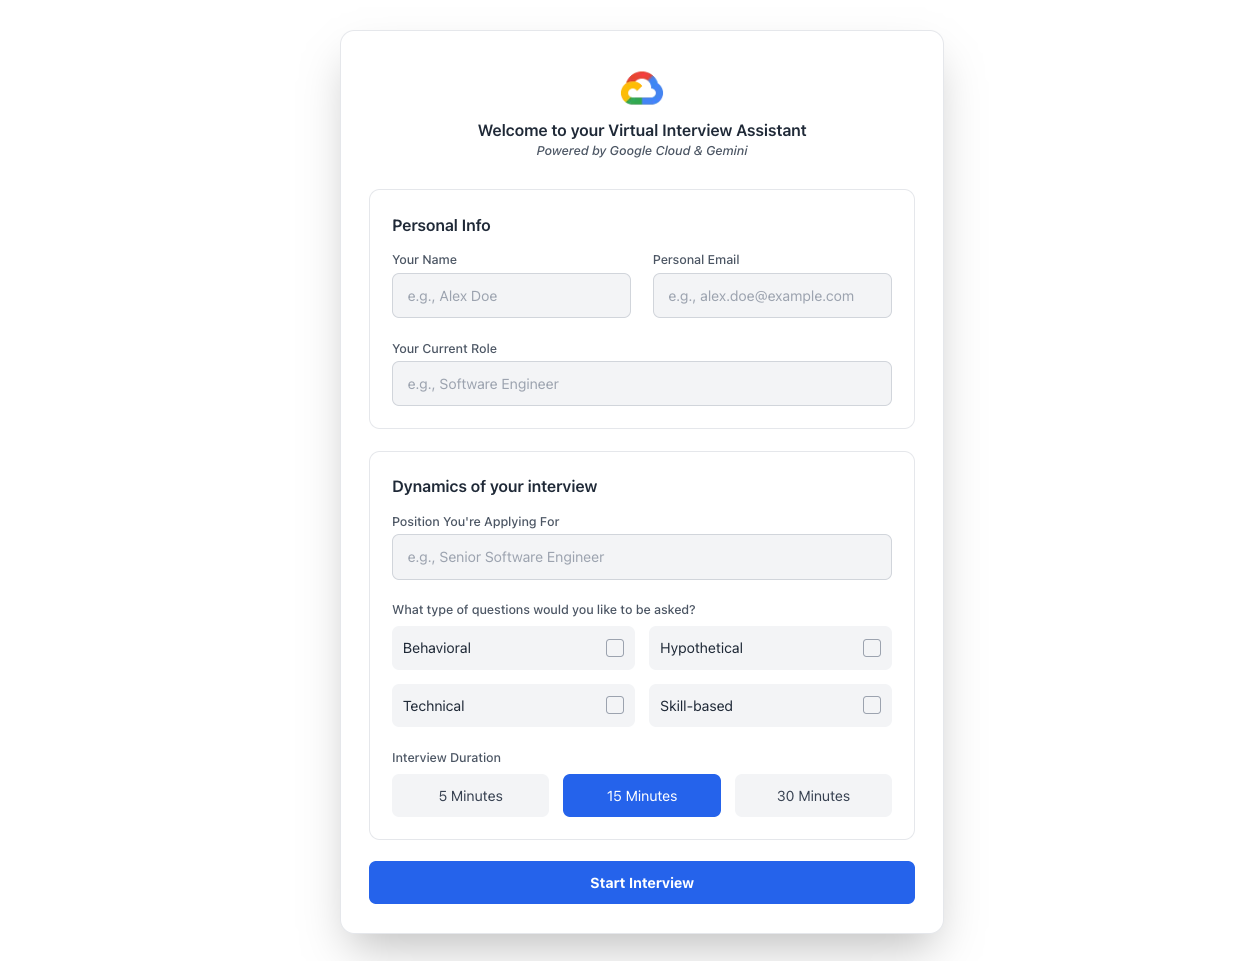 Welcome to your Virtual Interview Assistant
Powered by Google Cloud & Gemini
Personal Info
Your Name
Personal Email
e.g., Alex Doe
e.g., alex.doe@example.com
Your Current Role
e.g., Software Engineer
Dynamics of your interview
Position You're Applying For
e.g., Senior Software Engineer
What type of questions would you like to be asked?
Behavioral
Hypothetical
Technical
Skill-based
Interview Duration
5 Minutes
15 Minutes
30 Minutes
Start Interview